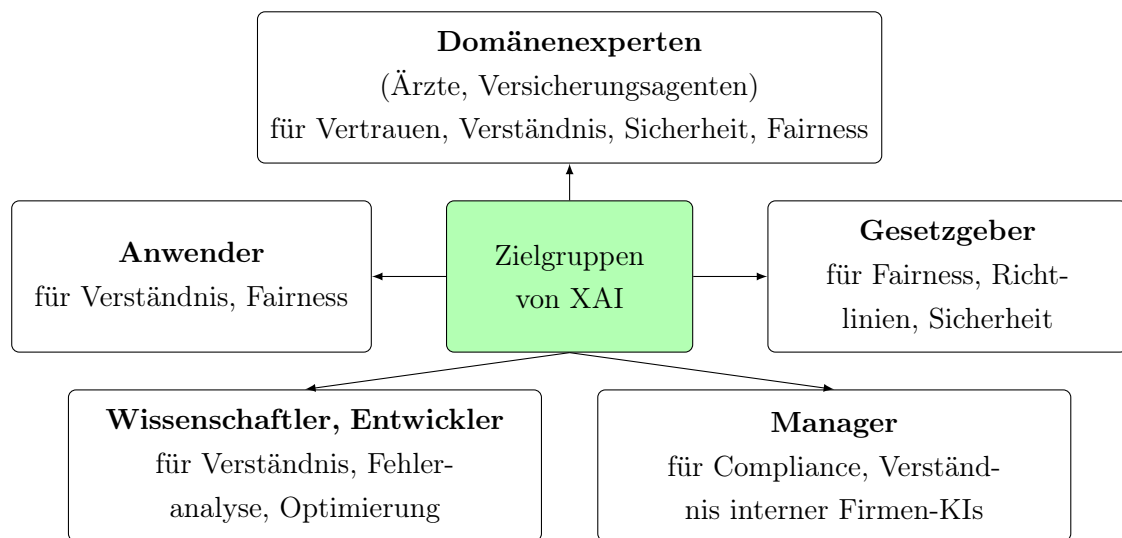 Domänenexperten
(Ärzte, Versicherungsagenten)
für Vertrauen, Verständnis, Sicherheit, Fairness
Anwender
für Verständnis, Fairness
Zielgruppen
von XAI
Gesetzgeber
für Fairness, Richt-
linien, Sicherheit
Wissenschaftler, Entwickler
für Verständnis, Fehler-
analyse, Optimierung
Manager
für Compliance, Verständ-
nis interner Firmen-KIs